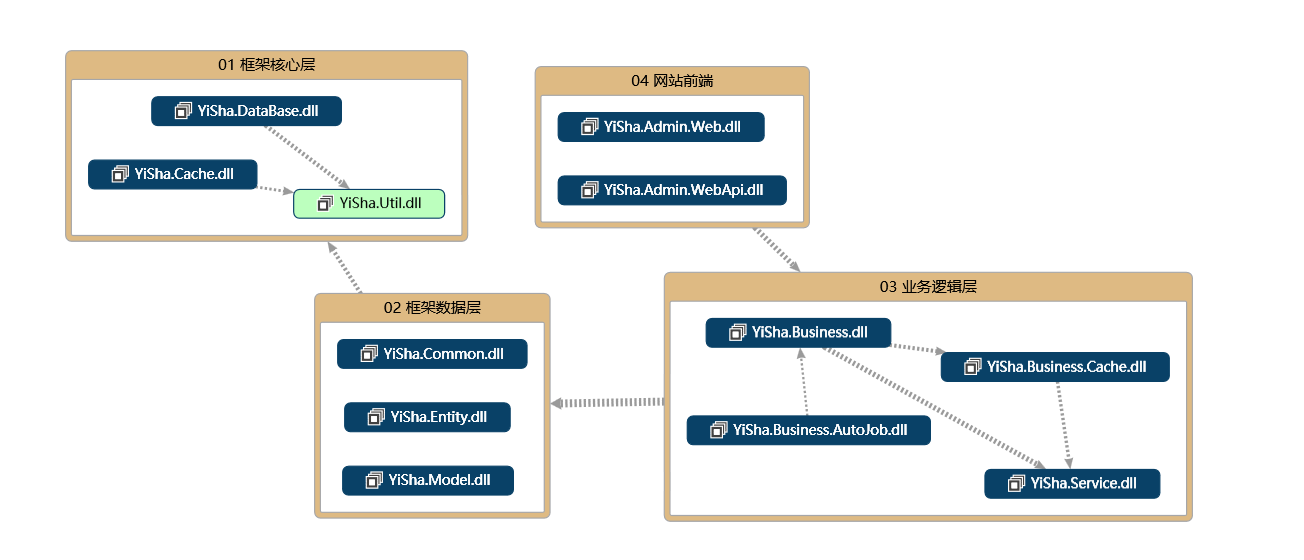 01 框架核心层
YiSha.DataBase.dll
YiSha.Cache.dll
YiSha.Util.dll
04 网站前端
YiSha.Admin.Web.dll
YiSha.Admin.WebApi.dll
02 框架数据层
YiSha.Common.dll
YiSha.Entity.dll
YiSha.Model.dll
03 业务逻辑层
YiSha.Business.dll
YiSha.Business.Cache.dll
YiSha.Business.AutoJob.dll
YiSha.Service.dll